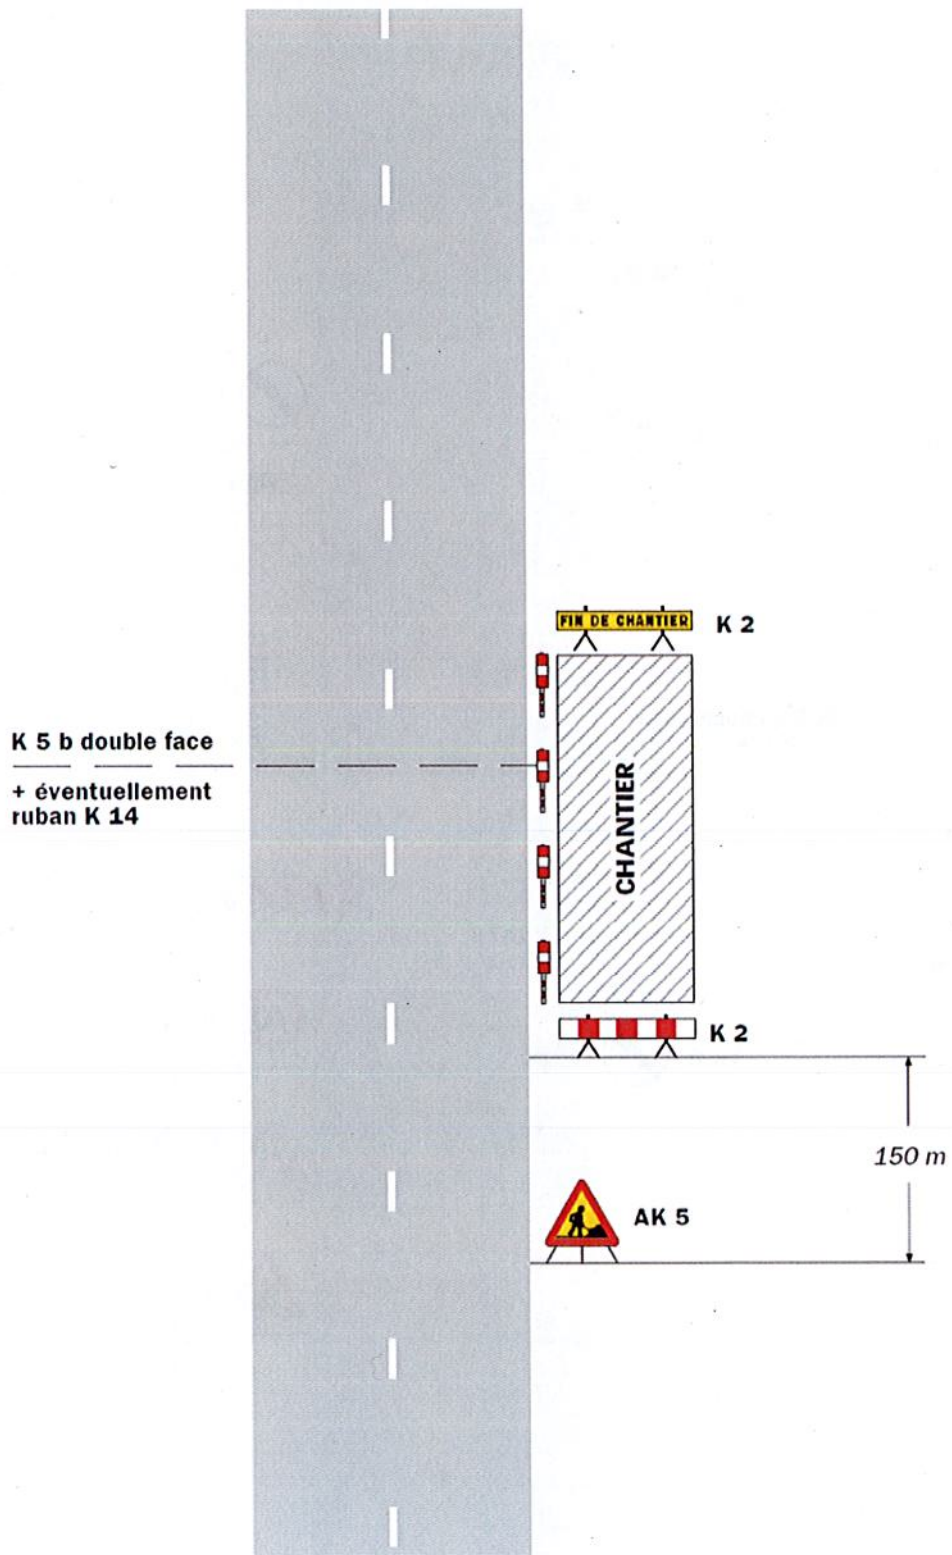 FIN DE CHANTIER
K 2
K 5 b double face
+ éventuellement
ruban K 14
CHANTIER
K 2
150 m
AK 5